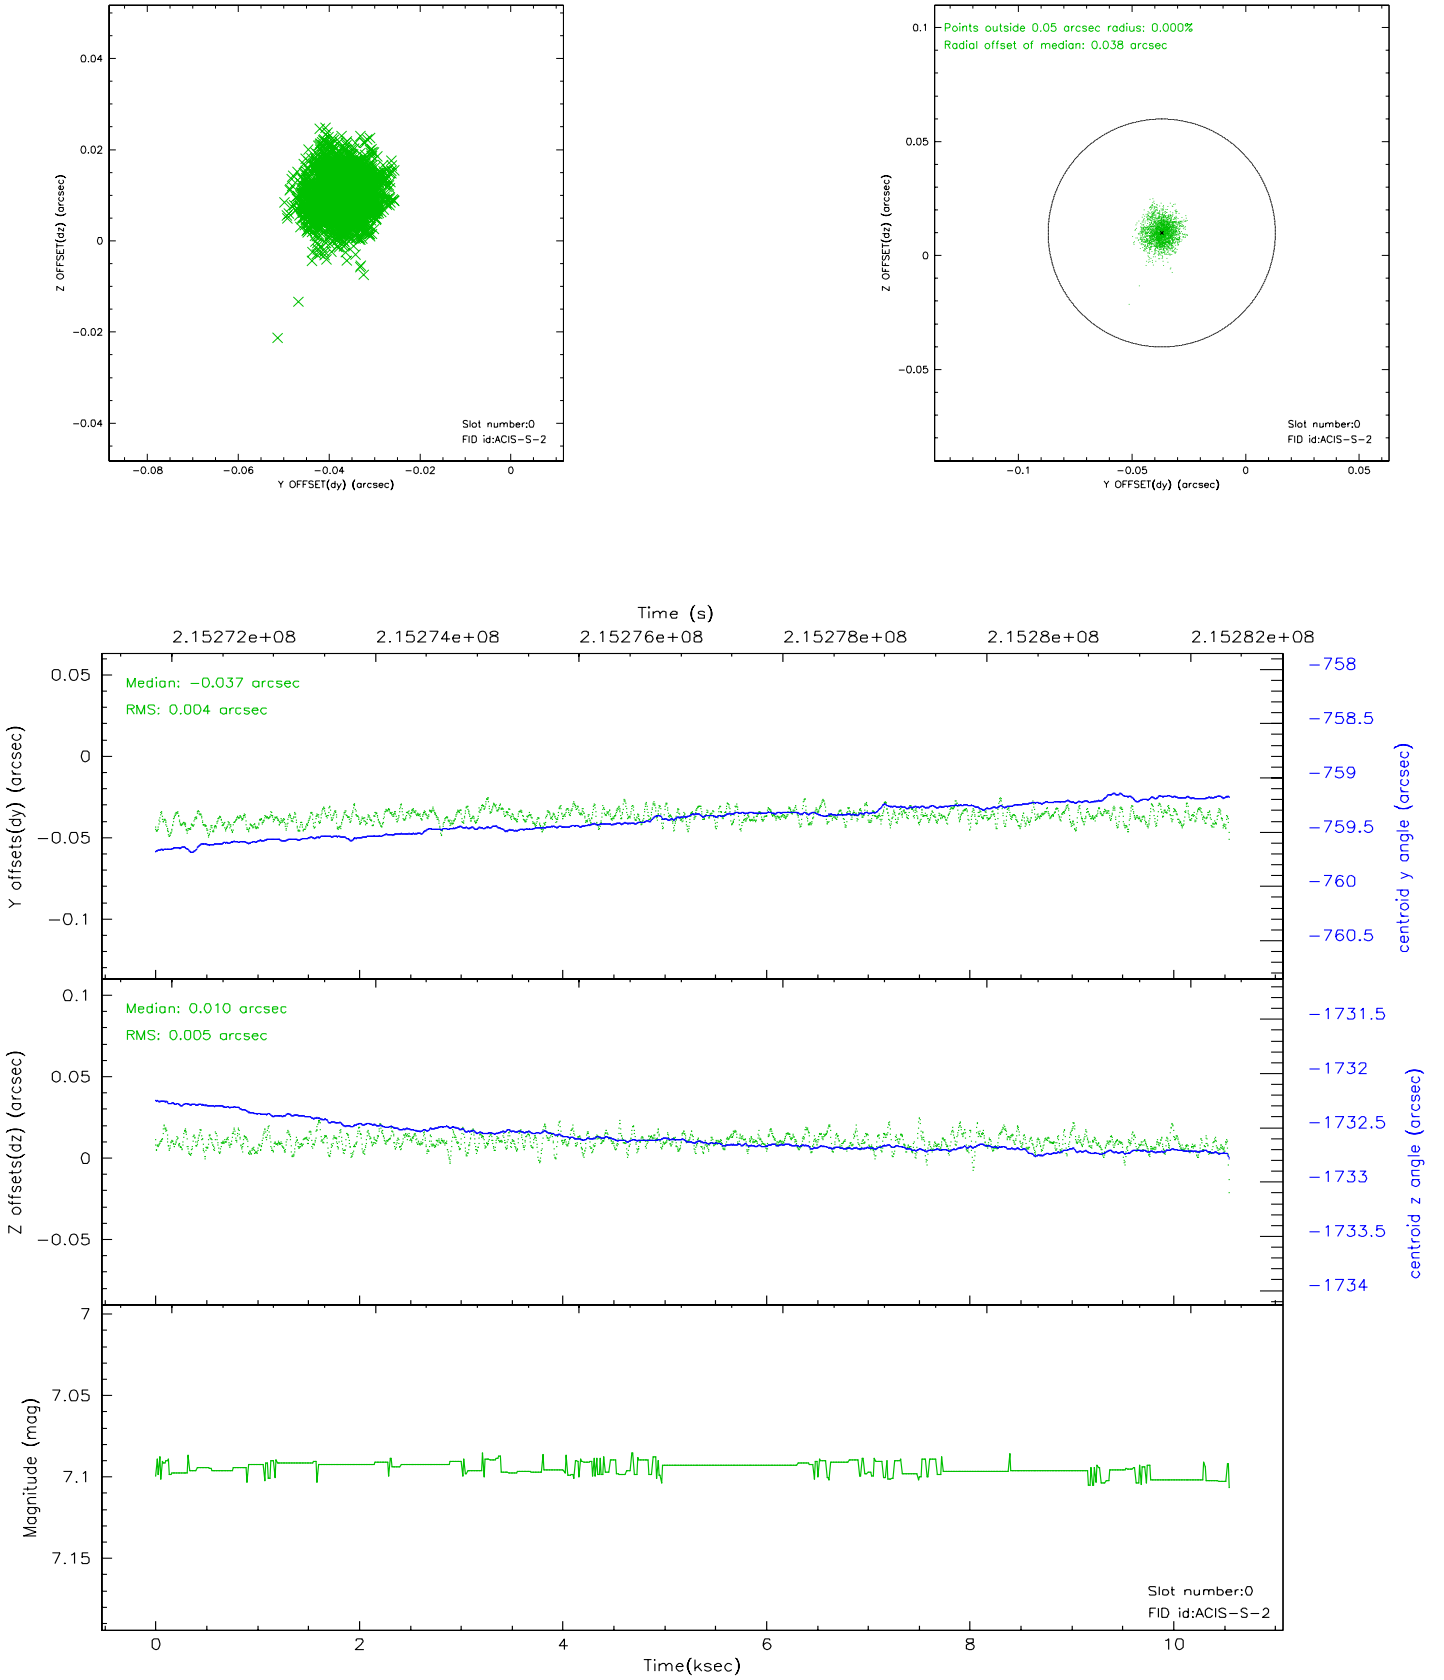 0.04
0.02
0
−0.02
−0.04
Z OFFSET(dz) (arcsec)
Slot number:0
FID id:ACIS−S−2
−0.08
−0.06
−0.04
−0.02
0
Y OFFSET(dy) (arcsec)
Points outside 0.05 arcsec radius: 0.000%
Radial offset of median: 0.038 arcsec
0.1
0.05
0
−0.05
Z OFFSET(dz) (arcsec)
Slot number:0
FID id:ACIS−S−2
−0.1
−0.05
0
0.05
Y OFFSET(dy) (arcsec)
Time (s)
2.15272e+08
2.15274e+08
2.15276e+08
2.15278e+08
2.1528e+08
2.15282e+08
Median: −0.037 arcsec
RMS: 0.004 arcsec
0.05
0
−0.05
−0.1
Y offsets(dy) (arcsec)
−758
−758.5
−759
−759.5
−760
−760.5
centroid y angle (arcsec)
Median: 0.010 arcsec
RMS: 0.005 arcsec
0.1
0.05
0
−0.05
Z offsets(dz) (arcsec)
−1731.5
−1732
−1732.5
−1733
−1733.5
−1734
centroid z angle (arcsec)
7
7.05
7.1
7.15
Magnitude (mag)
Slot number:0
FID id:ACIS−S−2
0
2
4
6
8
10
Time(ksec)